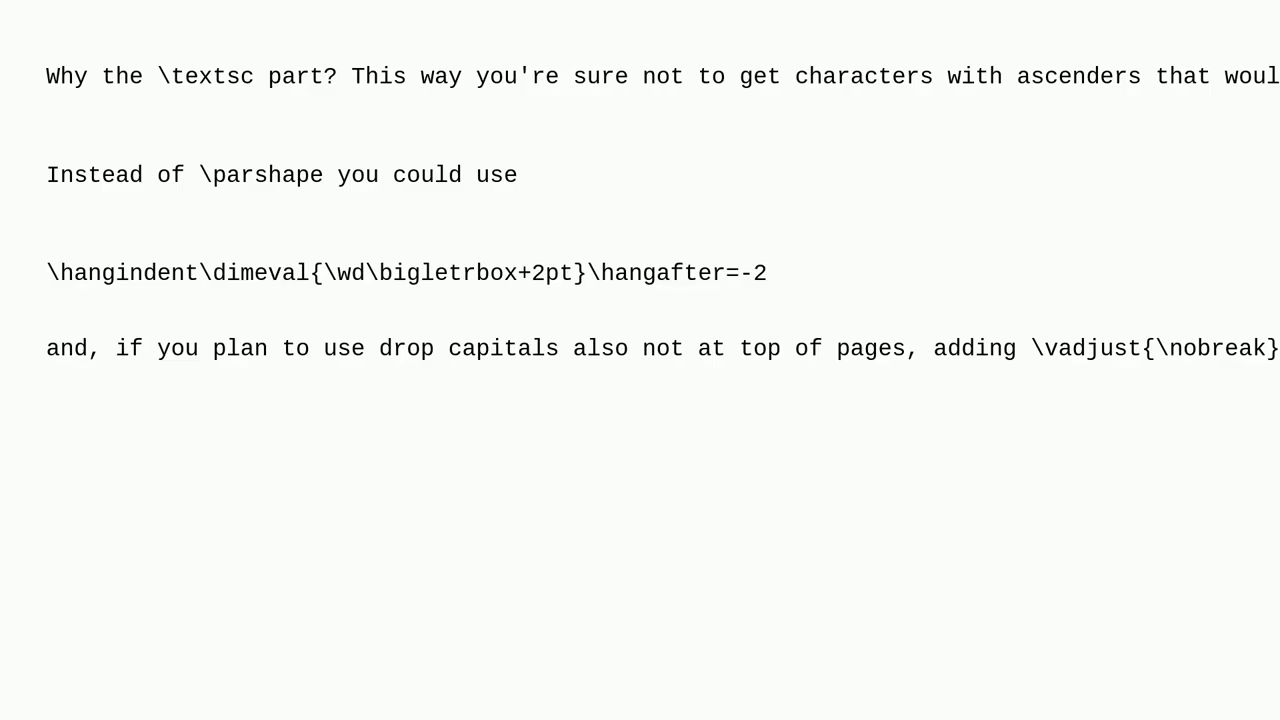 Why the \textsc part? This way you're sure not to get characters with ascenders that
Instead of \parshape you could use
\hangindent\dimeval{\wd\bigletrbox+2pt}\hangafter=-2
and, if you plan to use drop capitals also not at top of pages, adding \vadjust{\nobreak}